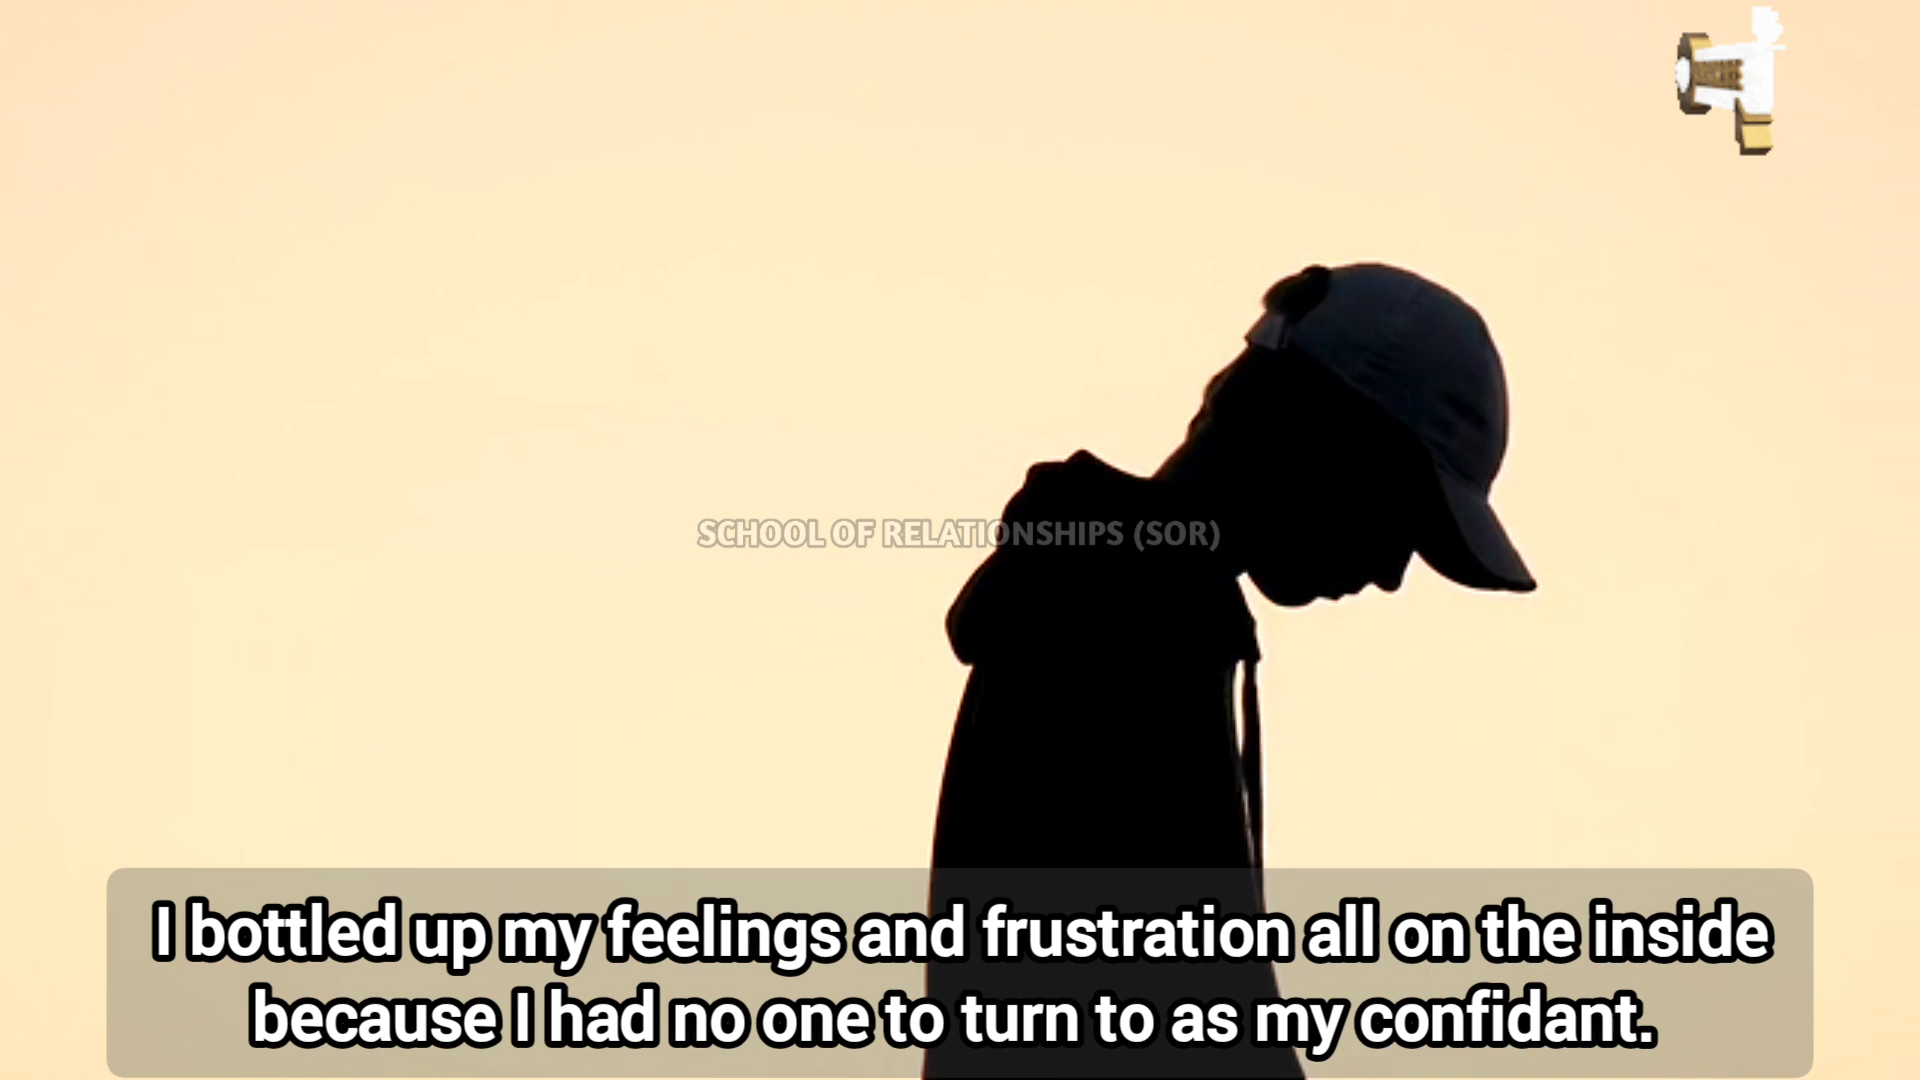 SCHOOL OF RELATIONSHIPS (SOR)
I bottled up my feelings and frustration all on the inside
because I had no one to turn to as my confidant.